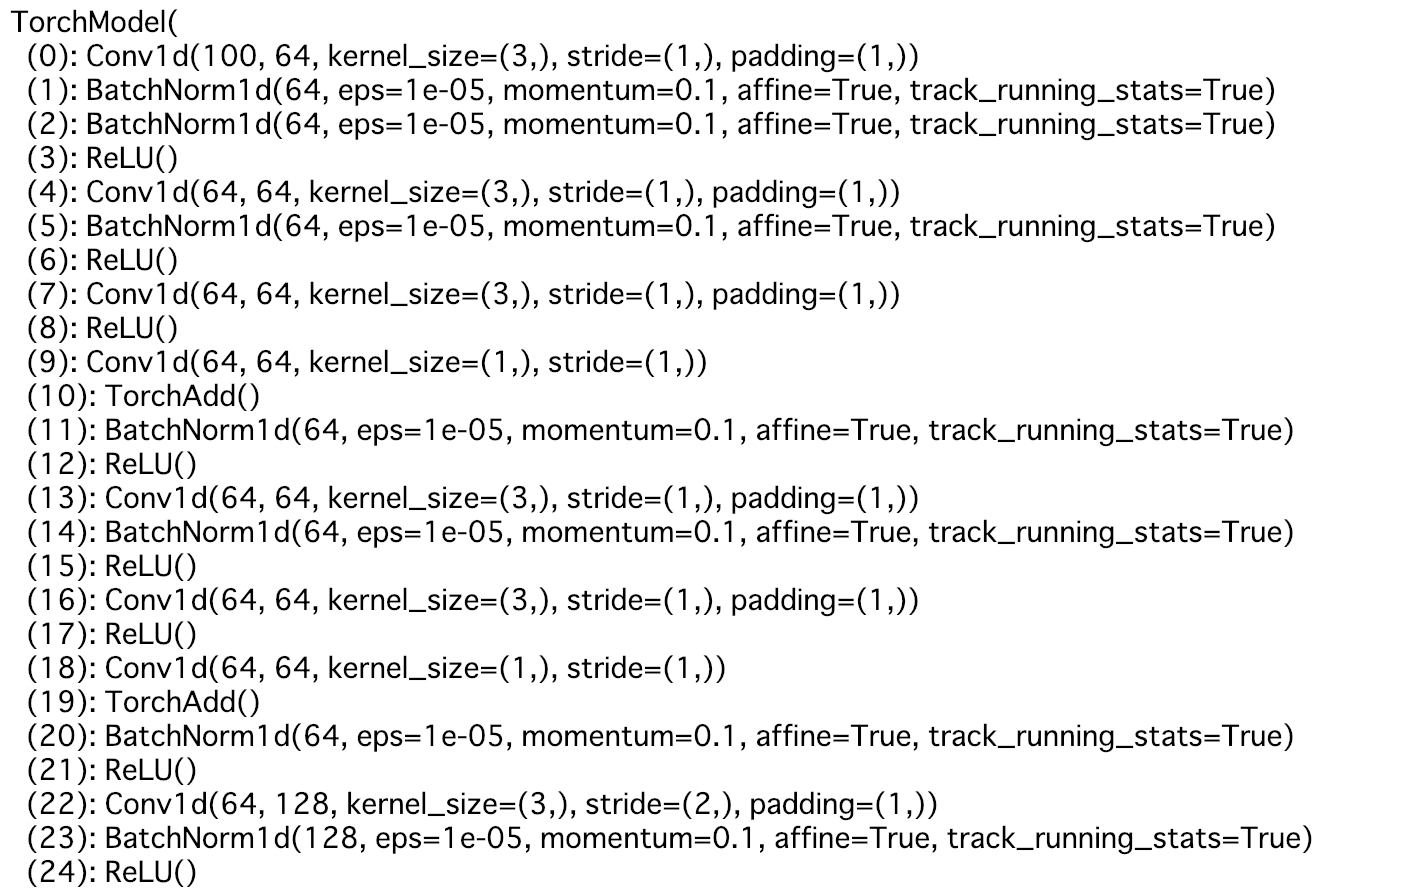 TorchModel(
(0): Conv1d(100, 64, kernel_size=(3,), stride=(1,), padding=(1,))
(1): BatchNorm1d(64, eps=1e-05, momentum=0.1, affine=True, track_running_stats=True)
(2): BatchNorm1d(64, eps=1e-05, momentum=0.1, affine=True, track_running_stats=True)
(3): ReLU()
(4): Conv1d(64, 64, kernel_size=(3,), stride=(1,), padding=(1,))
(5): BatchNorm1d(64, eps=1e-05, momentum=0.1, affine=True, track_running_stats=True)
(6): ReLU()
(7): Conv1d(64, 64, kernel_size=(3,), stride=(1,), padding=(1,))
(8): ReLU()
(9): Conv1d(64, 64, kernel_size=(1,), stride=(1,))
(10): TorchAdd()
(11): BatchNorm1d(64, eps=1e-05, momentum=0.1, affine=True, track_running_stats=True)
(12): ReLU()
(13): Conv1d(64, 64, kernel_size=(3,), stride=(1,), padding=(1,))
(14): BatchNorm1d(64, eps=1e-05, momentum=0.1, affine=True, track_running_stats=True)
(15): ReLU()
(16): Conv1d(64, 64, kernel_size=(3,), stride=(1,), padding=(1,))
(17): ReLU()
(18): Conv1d(64, 64, kernel_size=(1,), stride=(1,))
(19): TorchAdd()
(20): BatchNorm1d(64, eps=1e-05, momentum=0.1, affine=True, track_running_stats=True)
(21): ReLU()
(22): Conv1d(64, 128, kernel_size=(3,), stride=(2,), padding=(1,))
(23): BatchNorm1d(128, eps=1e-05, momentum=0.1, affine=True, track_running_stats=True)
(24): ReLU()